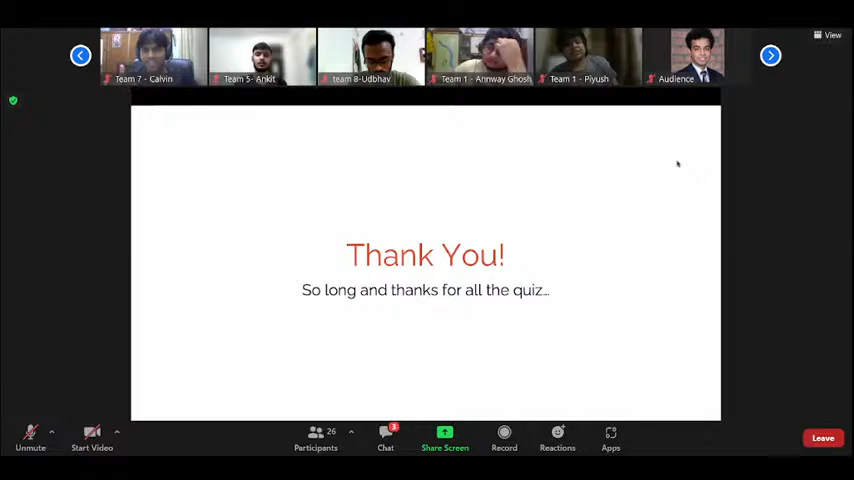 View
Team 7 - Calvin
Team 5- Ankit
team 8-Udbhav
Team 1 - Annway Ghosh
Team 1 - Piyush
Audience
Thank You!
So long and thanks for all the quiz...
Unmute
Start Video
26
Participants
3
Chat
Share Screen
Record
Reactions
Apps
Leave